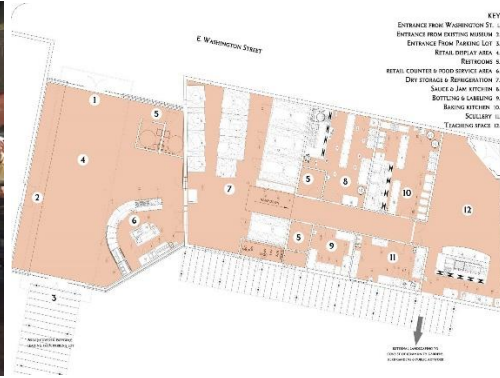 KEY
ENTRANCE FROM WASHINGTON ST. 1.
ENTRANCE FROM EXISTING MUSEUM 2
ENTRANCE FROM PARKING LOT 3.
RETAIL DISPLAY AREA 4.
RESTROOMS 5.
RETAIL COUNTER & FOOD SERVICE AREA 6
DRY STORAGE & REFRIGERATION 7.
SAUCE & JAM KITCHEN 8
BOTTLING & LABELING 9.
BAKING KITCHEN 10.
SCULLERY 11.
TEACHING SPACE 12.
E. WASHINGTON STREET
1
5
4
2
6
3
7
5
8
10
12
5
9
11